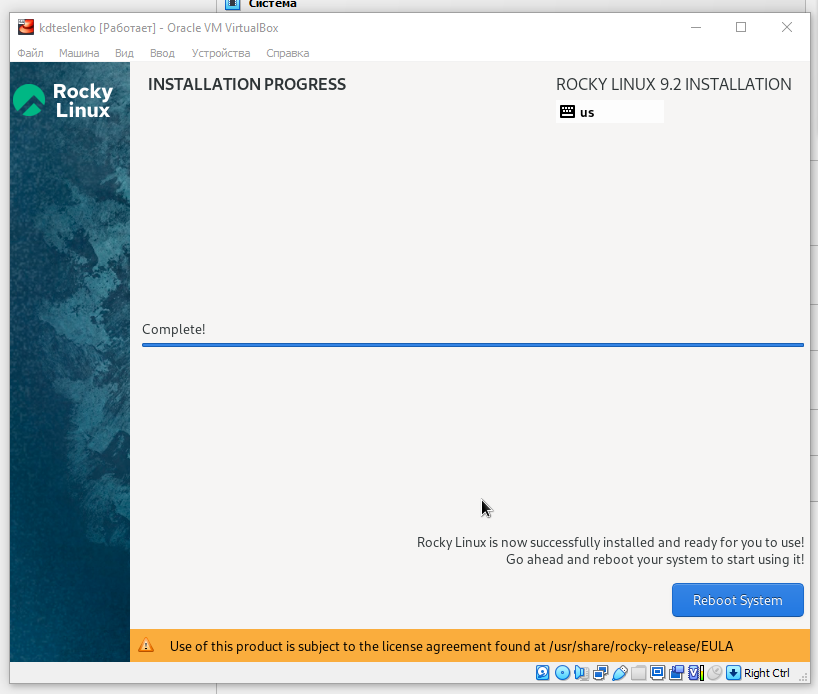 Система
kdteslenko [Работает] - Oracle VM VirtualBox
Файл Машина Вид Ввод Устройства Справка
Rocky
Linux
INSTALLATION PROGRESS
ROCKY LINUX 9.2 INSTALLATION
us
Complete!
Rocky Linux is now successfully installed and ready for you to use!
Go ahead and reboot your system to start using it!
Reboot System
Use of this product is subject to the license agreement found at /usr/share/rocky-release/EULA
Right Ctrl